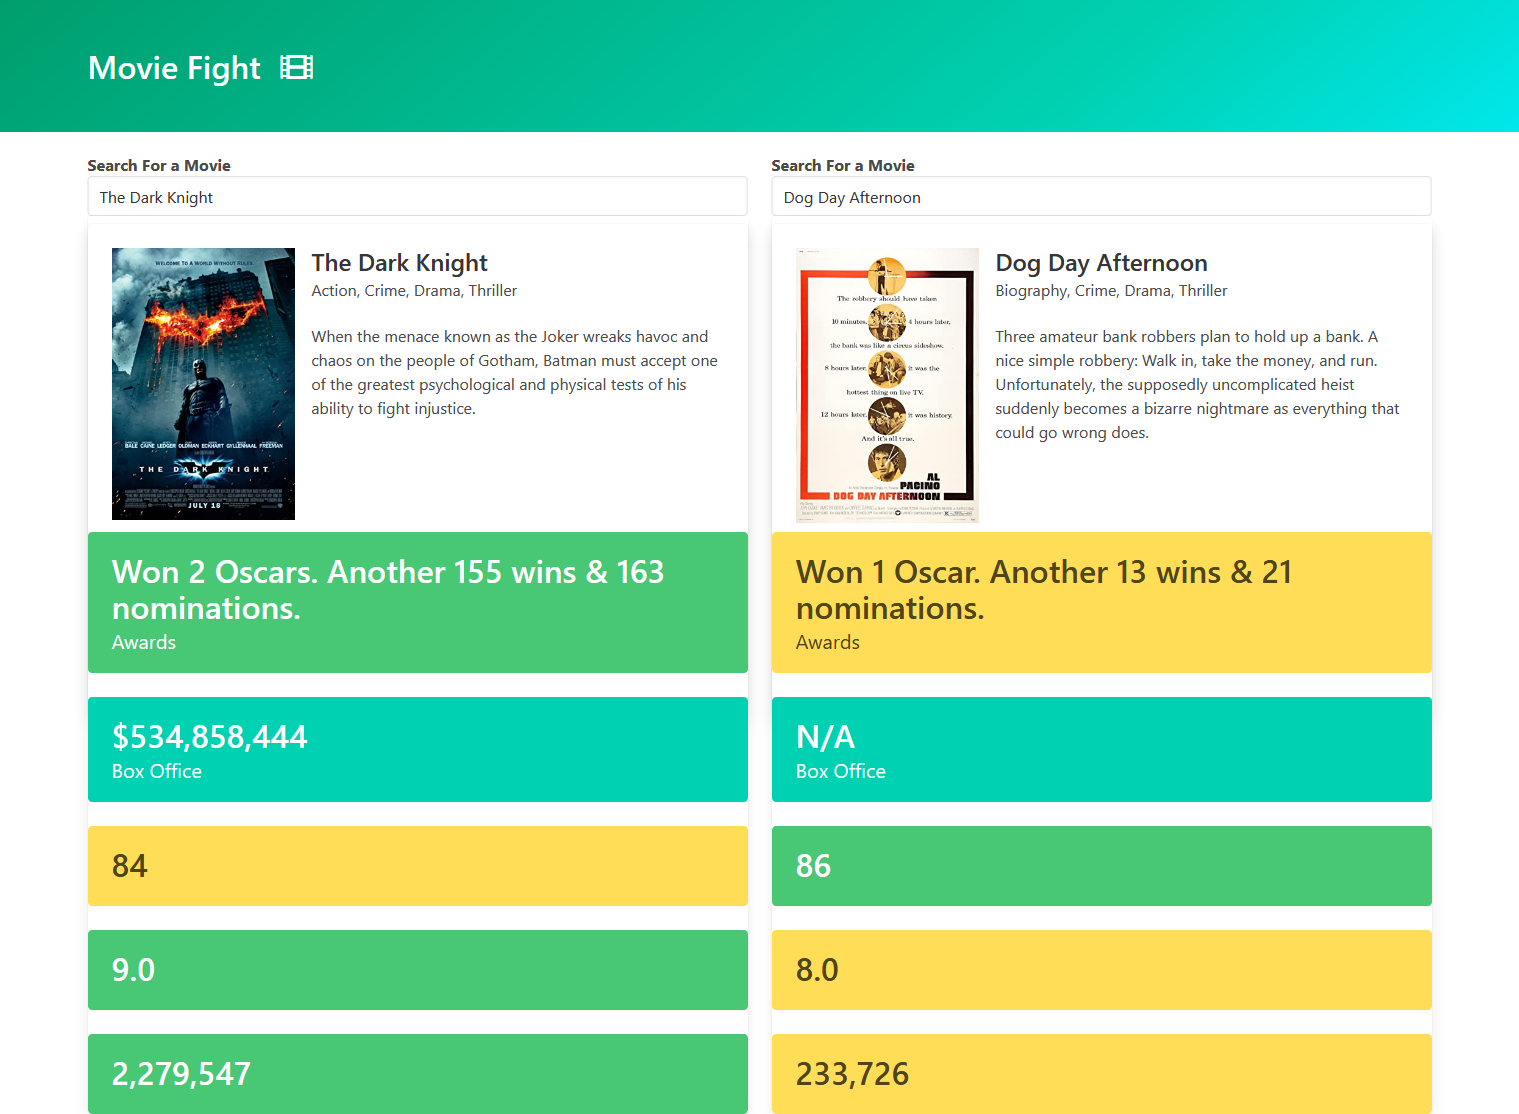 Movie Fight
Search For a Movie
The Dark Knight
WELCOME TO A WORLD WITHOUT RULES.
BALE CAINE LEDGER OLDMAN ECKHART GYLLENHAAL FREEMAN
THE DARK KNIGHT
JULY 18
The Dark Knight
Action, Crime, Drama, Thriller
When the menace known as the Joker wreaks havoc and
chaos on the people of Gotham, Batman must accept one
of the greatest psychological and physical tests of his
ability to fight injustice.
Won 2 Oscars. Another 155 wins & 163
nominations.
Awards
$534,858,444
Box Office
84
9.0
2,279,547
Search For a Movie
Dog Day Afternoon
The robbery should have taken
10 minutes. 4 hours later,
the bank was like a circus sideshow.
8 hours later, it was the
hottest thing on live TV.
12 hours later, it was history.
And it's all true.
AL
PACINO
DOG DAY AFTERNOON
Dog Day Afternoon
Biography, Crime, Drama, Thriller
Three amateur bank robbers plan to hold up a bank. A
nice simple robbery: Walk in, take the money, and run.
Unfortunately, the supposedly uncomplicated heist
suddenly becomes a bizarre nightmare as everything that
could go wrong does.
Won 1 Oscar. Another 13 wins & 21
nominations.
Awards
N/A
Box Office
86
8.0
233,726